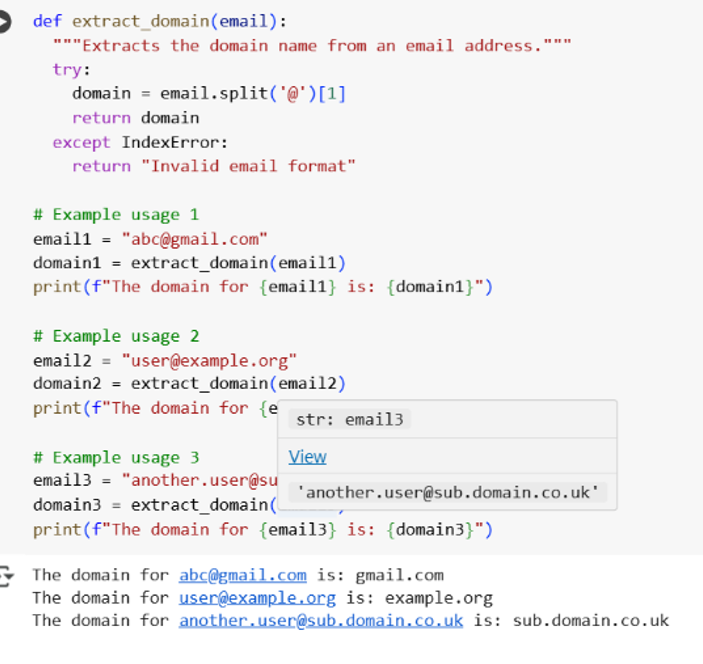 def extract_domain(email):
"""Extracts the domain name from an email address."""
try:
domain = email.split('@')[1]
return domain
except IndexError:
return "Invalid email format"
# Example usage 1
email1 = "abc@gmail.com"
domain1 = extract_domain(email1)
print(f"The domain for {email1} is: {domain1}")
# Example usage 2
email2 = "user@example.org"
domain2 = extract_domain(email2)
print(f"The domain for {e
str: email3
View
'another.user@sub.domain.co.uk'
# Example usage 3
email3 = "another.user@su
domain3 = extract_domain(
print(f"The domain for {email3} is: {domain3}")
The domain for abc@gmail.com is: gmail.com
The domain for user@example.org is: example.org
The domain for another.user@sub.domain.co.uk is: sub.domain.co.uk